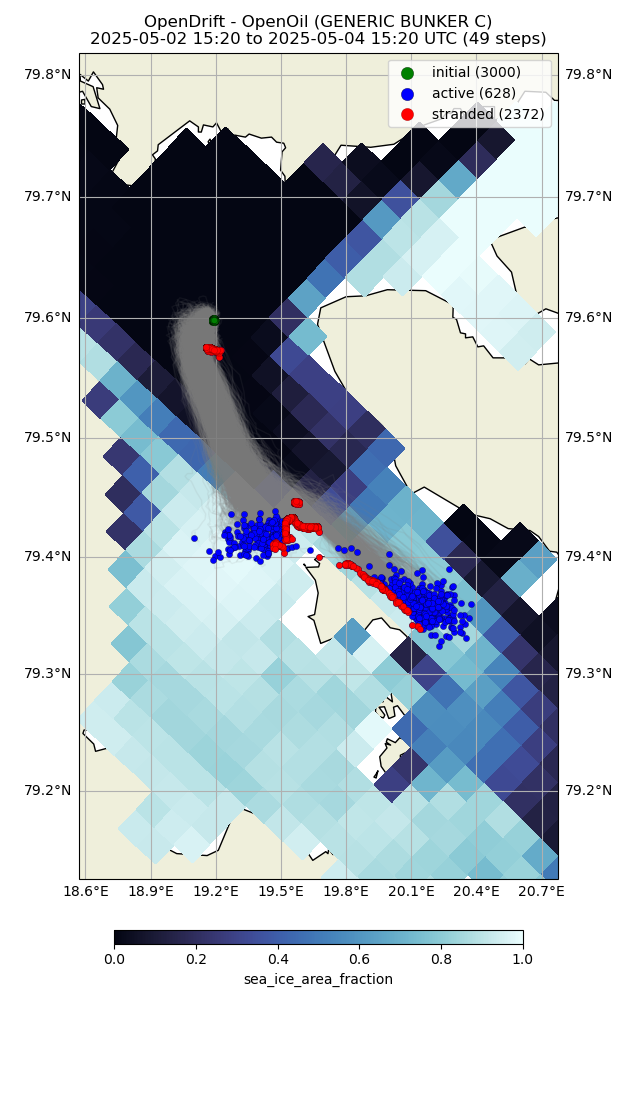 OpenDrift - OpenOil (GENERIC BUNKER C)
2025-05-02 15:20 to 2025-05-04 15:20 UTC (49 steps)
initial (3000)
active (628)
stranded (2372)
79.8°N 79.8°N
79.7°N 79.7°N
79.6°N 79.6°N
79.5°N 79.5°N
79.4°N 79.4°N
79.3°N 79.3°N
79.2°N 79.2°N
18.6°E 18.9°E 19.2°E 19.5°E 19.8°E 20.1°E 20.4°E 20.7°E
0.0 0.2 0.4 0.6 0.8 1.0
sea_ice_area_fraction